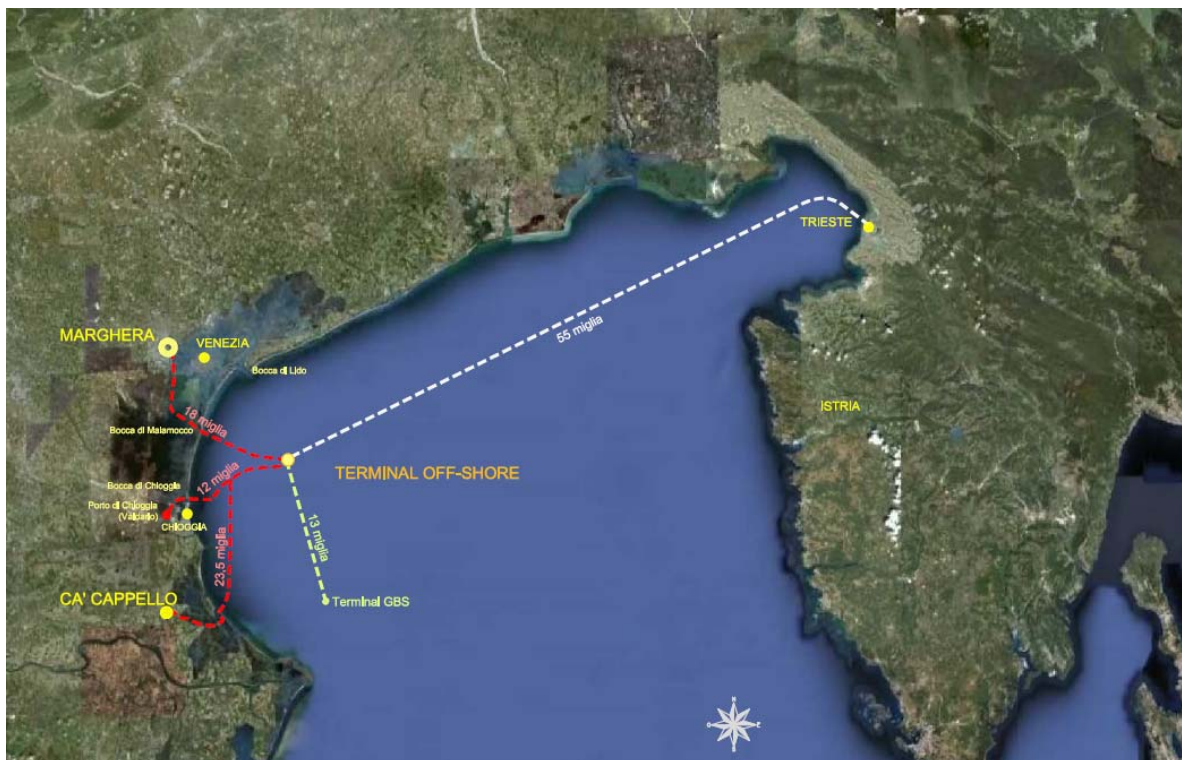 TRIESTE
55 miglia
MARGHERA
VENEZIA
Bocca di Lido
ISTRIA
18 miglia
Bocca di Malamocco
TERMINAL OFF-SHORE
12 miglia
Bocca di Chioggia
Porto di Chioggia
(Valdario)
CHIOGGIA
13 miglia
23,5 miglia
CA' CAPPELLO
Terminal GBS